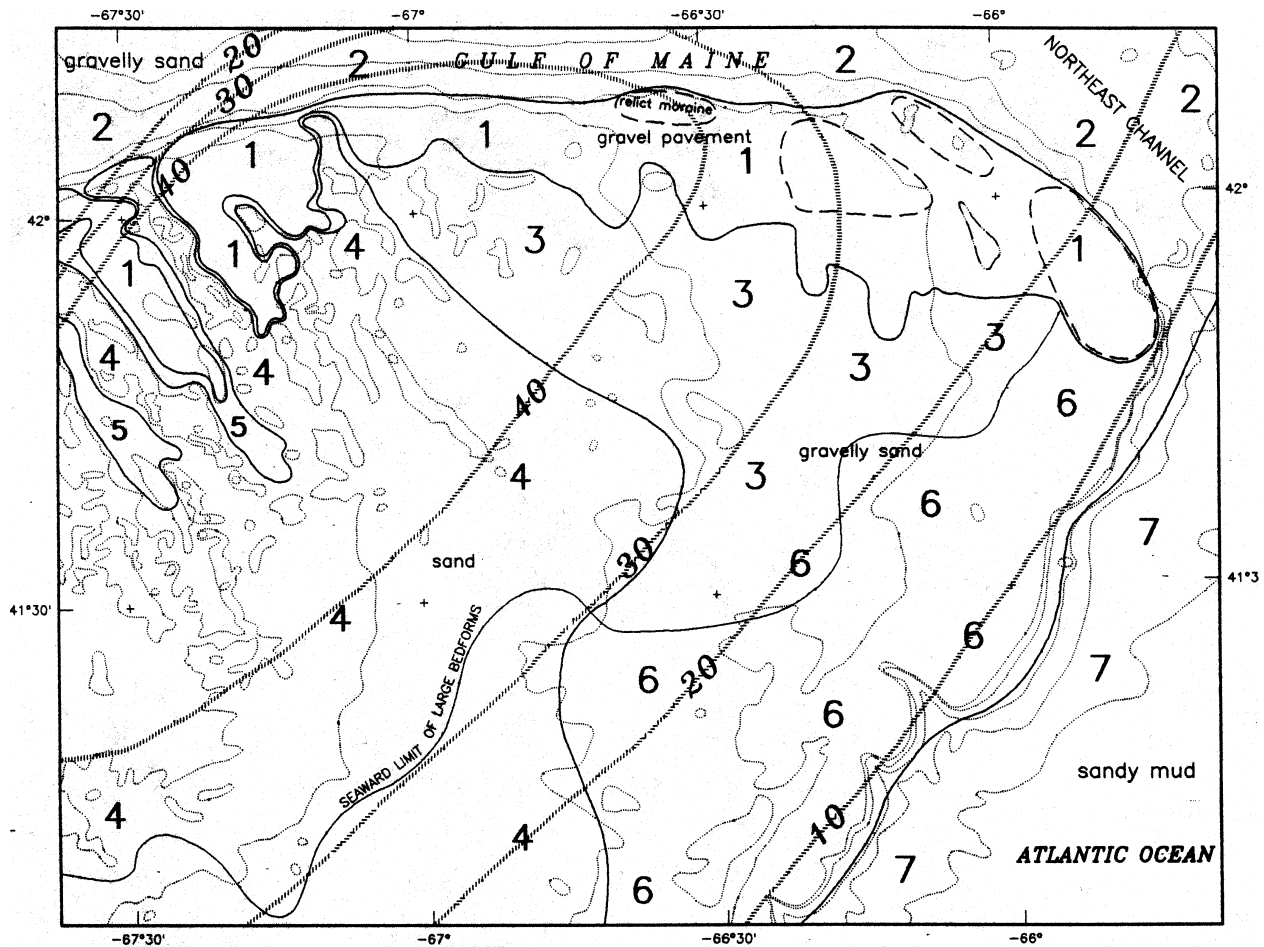 -67°30' -67° -66°30' -66°
gravelly sand 20 2 GULF OF MAINE 2 NORTHEAST CHANNEL
30 2
2 relict moraine 2
1 1 gravel pavement 1
40 42°
42° 1 4 3 1
1 3
4 4 3 3
40 6
5 5 gravelly sand
4 3 6 7
sand 30 6 41°3
41°30' 4 6
SEAWARD LIMIT OF LARGE BEDFORMS
6 20 7
6
sandy mud
4 4 10
ATLANTIC OCEAN
6 7
-67°30' -67° -66°30' -66°